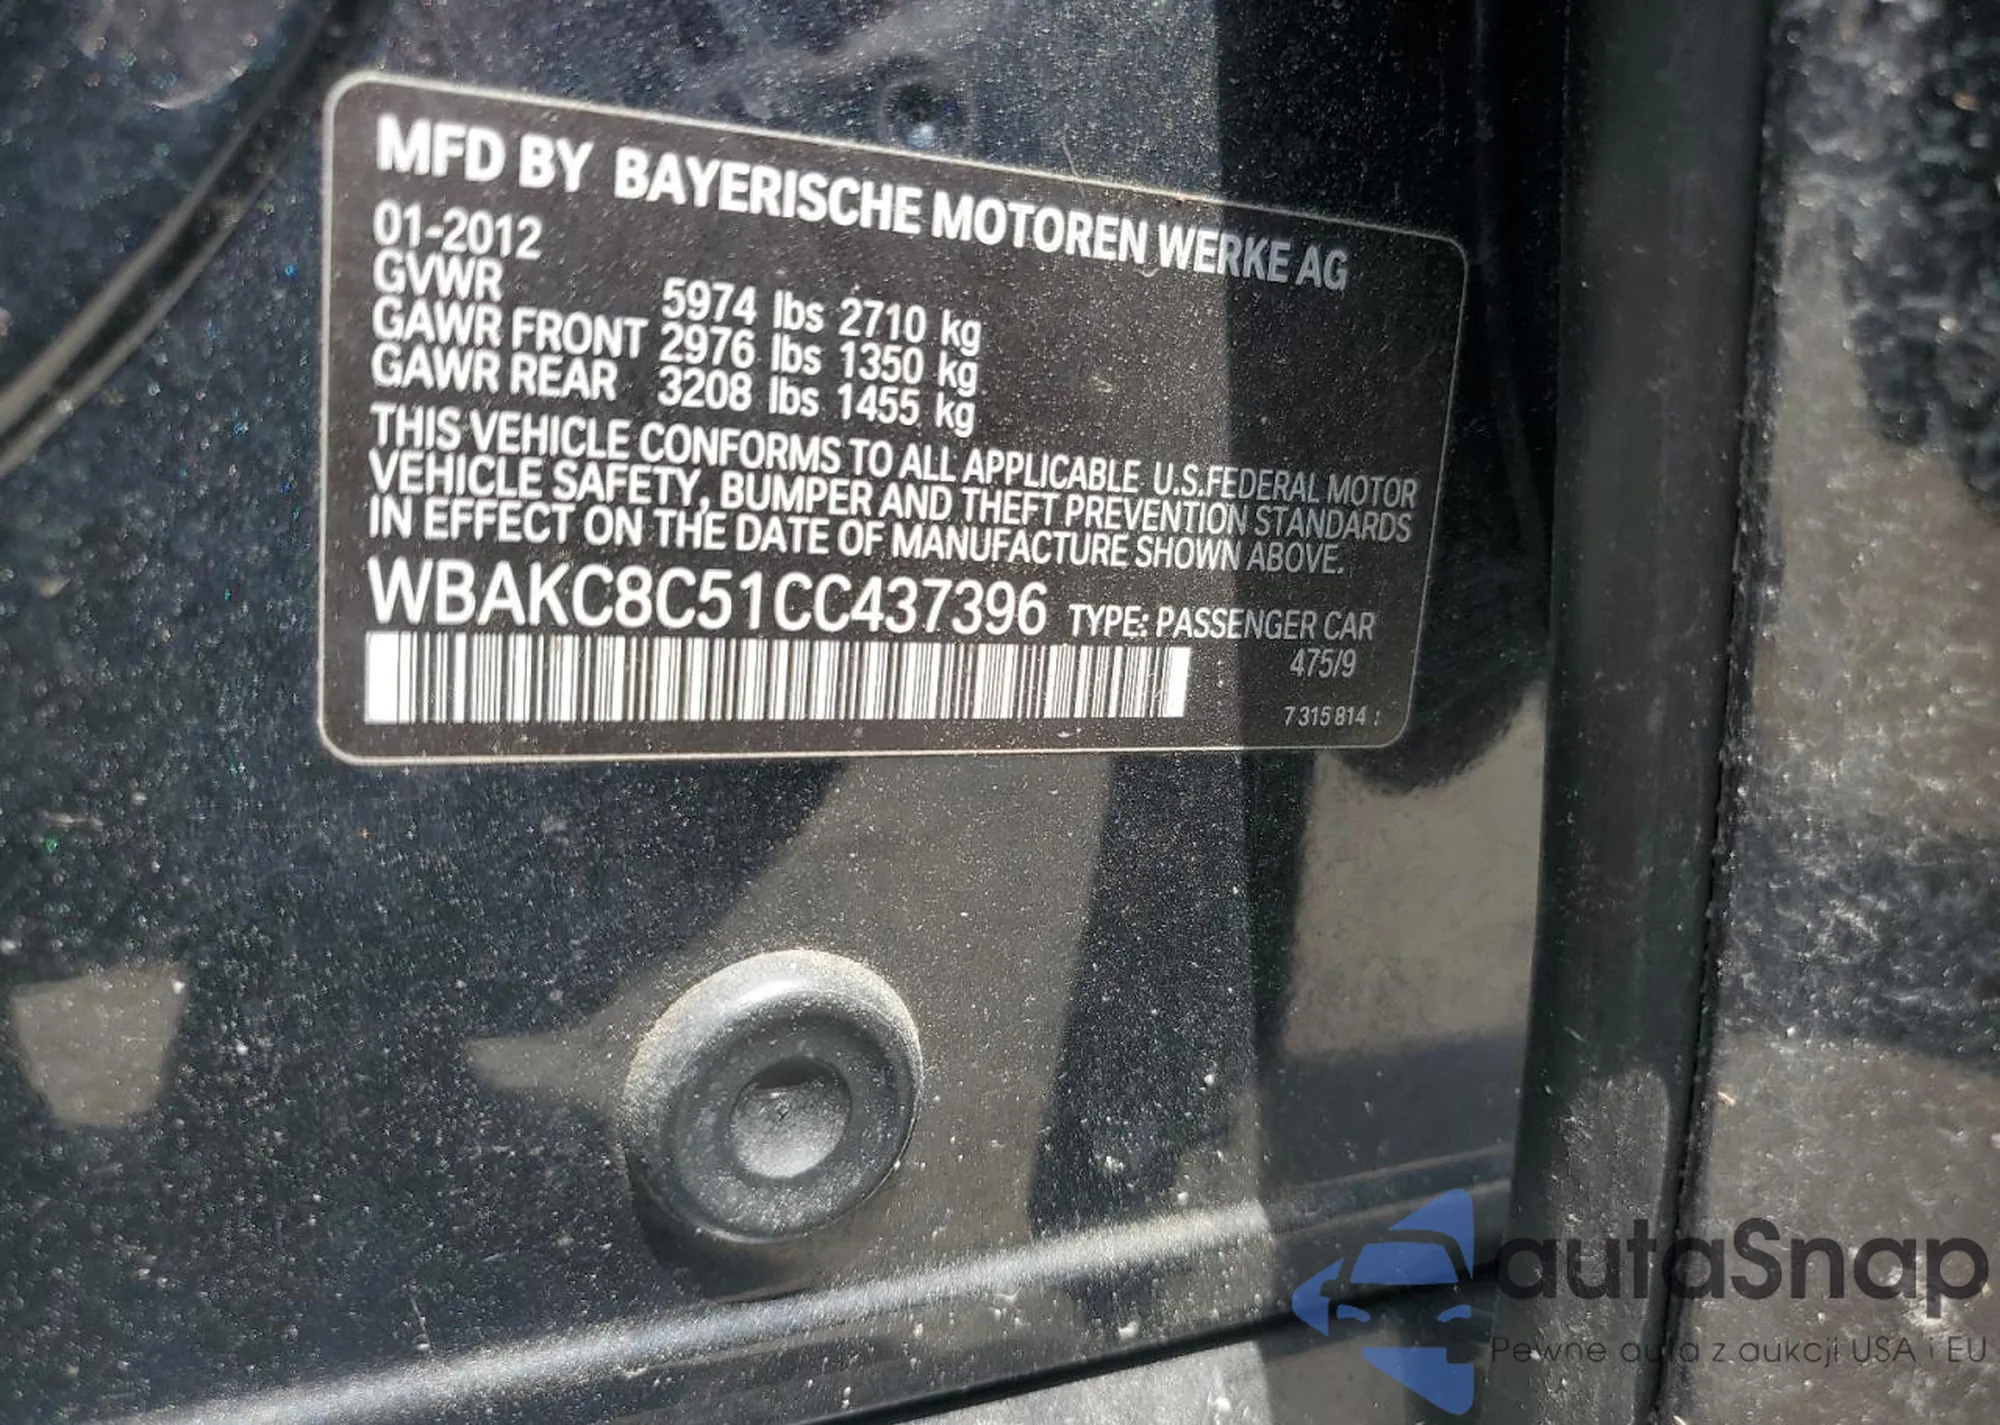 MFD BY BAYERISCHE MOTOREN WERKE AG
01-2012
GVWR 5974 lbs 2710 kg
GAWR FRONT 2976 lbs 1350 kg
GAWR REAR 3208 lbs 1455 kg
THIS VEHICLE CONFORMS TO ALL APPLICABLE U.S.FEDERAL MOTOR
VEHICLE SAFETY, BUMPER AND THEFT PREVENTION STANDARDS
IN EFFECT ON THE DATE OF MANUFACTURE SHOWN ABOVE.
WBAKC8C51CC437396 TYPE: PASSENGER CAR
475/9
7 315 814
autaSnap
Pewne auta z aukcji USA i EU